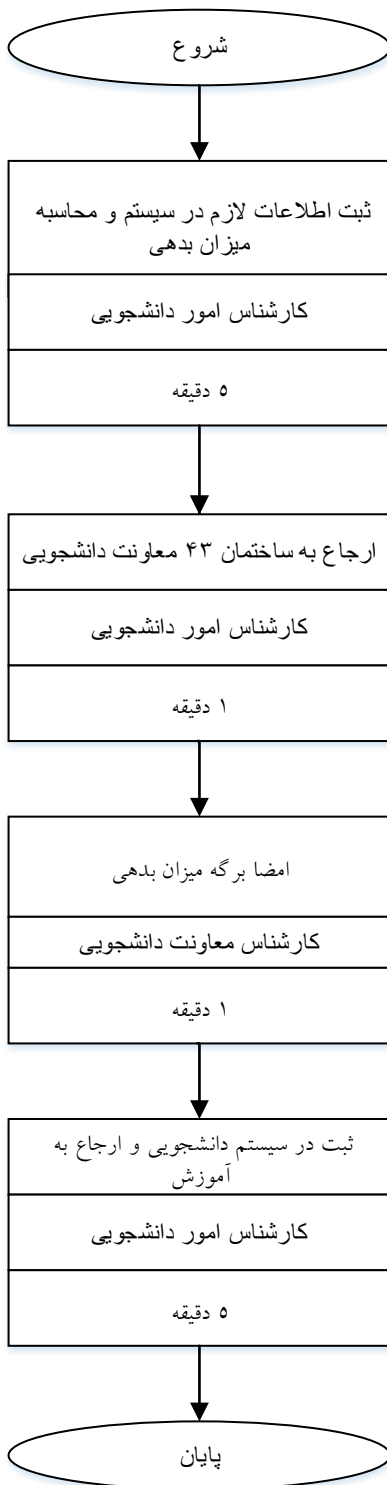 شروع
ثبت اطلاعات لازم در سیستم و محاسبه
میزان بدهی
کارشناس امور دانشجویی
۵ دقیقه
ارجاع به ساختمان ۴۳ معاونت دانشجویی
کارشناس امور دانشجویی
۱ دقیقه
امضا برگه میزان بدهی
کارشناس معاونت دانشجویی
۱ دقیقه
ثبت در سیستم دانشجویی و ارجاع به
آموزش
کارشناس امور دانشجویی
۵ دقیقه
پایان